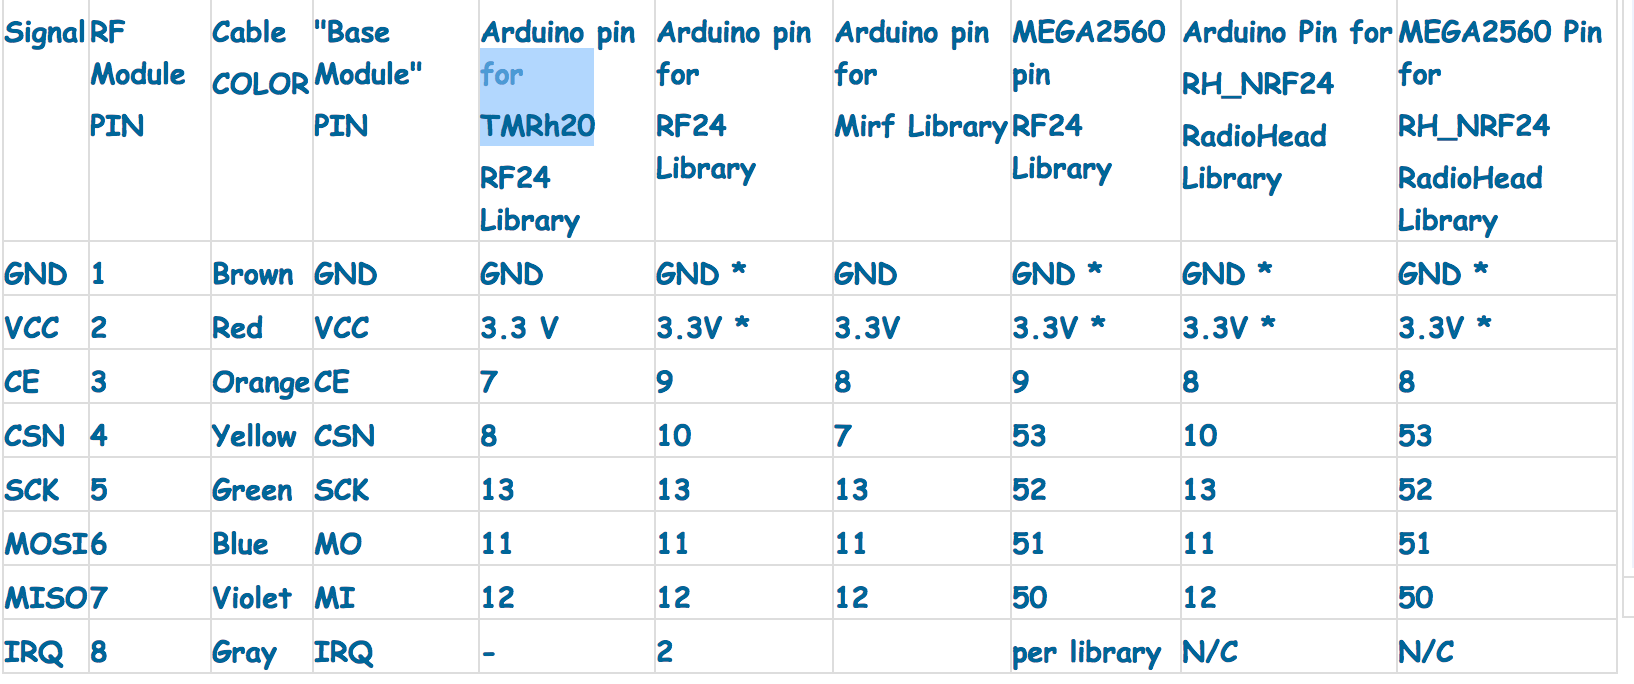 Signal RF Module PIN Cable COLOR "Base Module" PIN Arduino pin for TMRh20 RF24 Library Arduino pin for RF24 Library Arduino pin for Mirf Library MEGA2560 pin RF24 Library Arduino Pin for RH_NRF24 RadioHead Library MEGA2560 Pin for RH_NRF24 RadioHead Library
GND 1 Brown GND GND GND * GND GND * GND * GND *
VCC 2 Red VCC 3.3 V 3.3V * 3.3V 3.3V * 3.3V * 3.3V *
CE 3 Orange CE 7 9 8 9 8 8
CSN 4 Yellow CSN 8 10 7 53 10 53
SCK 5 Green SCK 13 13 13 52 13 52
MOSI 6 Blue MO 11 11 11 51 11 51
MISO 7 Violet MI 12 12 12 50 12 50
IRQ 8 Gray IRQ - 2 per library N/C N/C